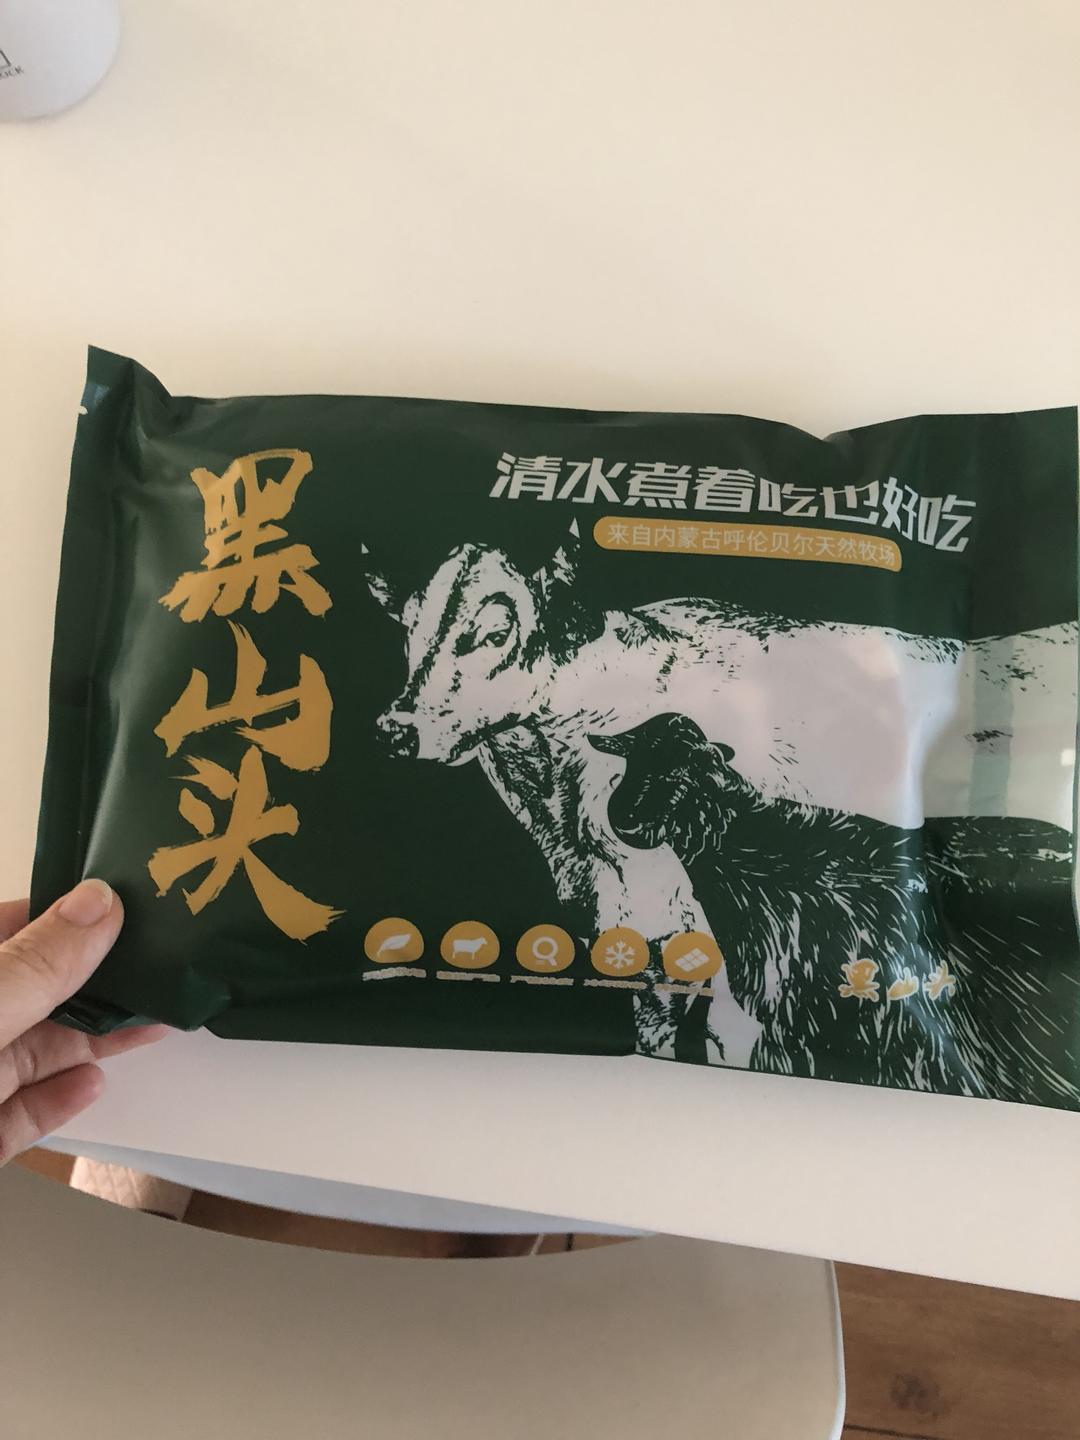 黑山头
清水煮着吃也好吃
来自内蒙古呼伦贝尔天然牧场
黑山头